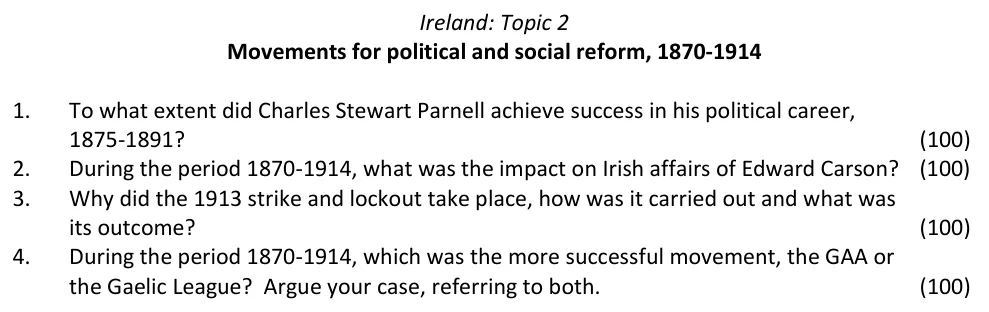 Ireland: Topic 2
Movements for political and social reform, 1870-1914
1. To what extent did Charles Stewart Parnell achieve success in his political career,
1875-1891? (100)
2. During the period 1870-1914, what was the impact on Irish affairs of Edward Carson? (100)
3. Why did the 1913 strike and lockout take place, how was it carried out and what was
its outcome? (100)
4. During the period 1870-1914, which was the more successful movement, the GAA or
the Gaelic League? Argue your case, referring to both. (100)